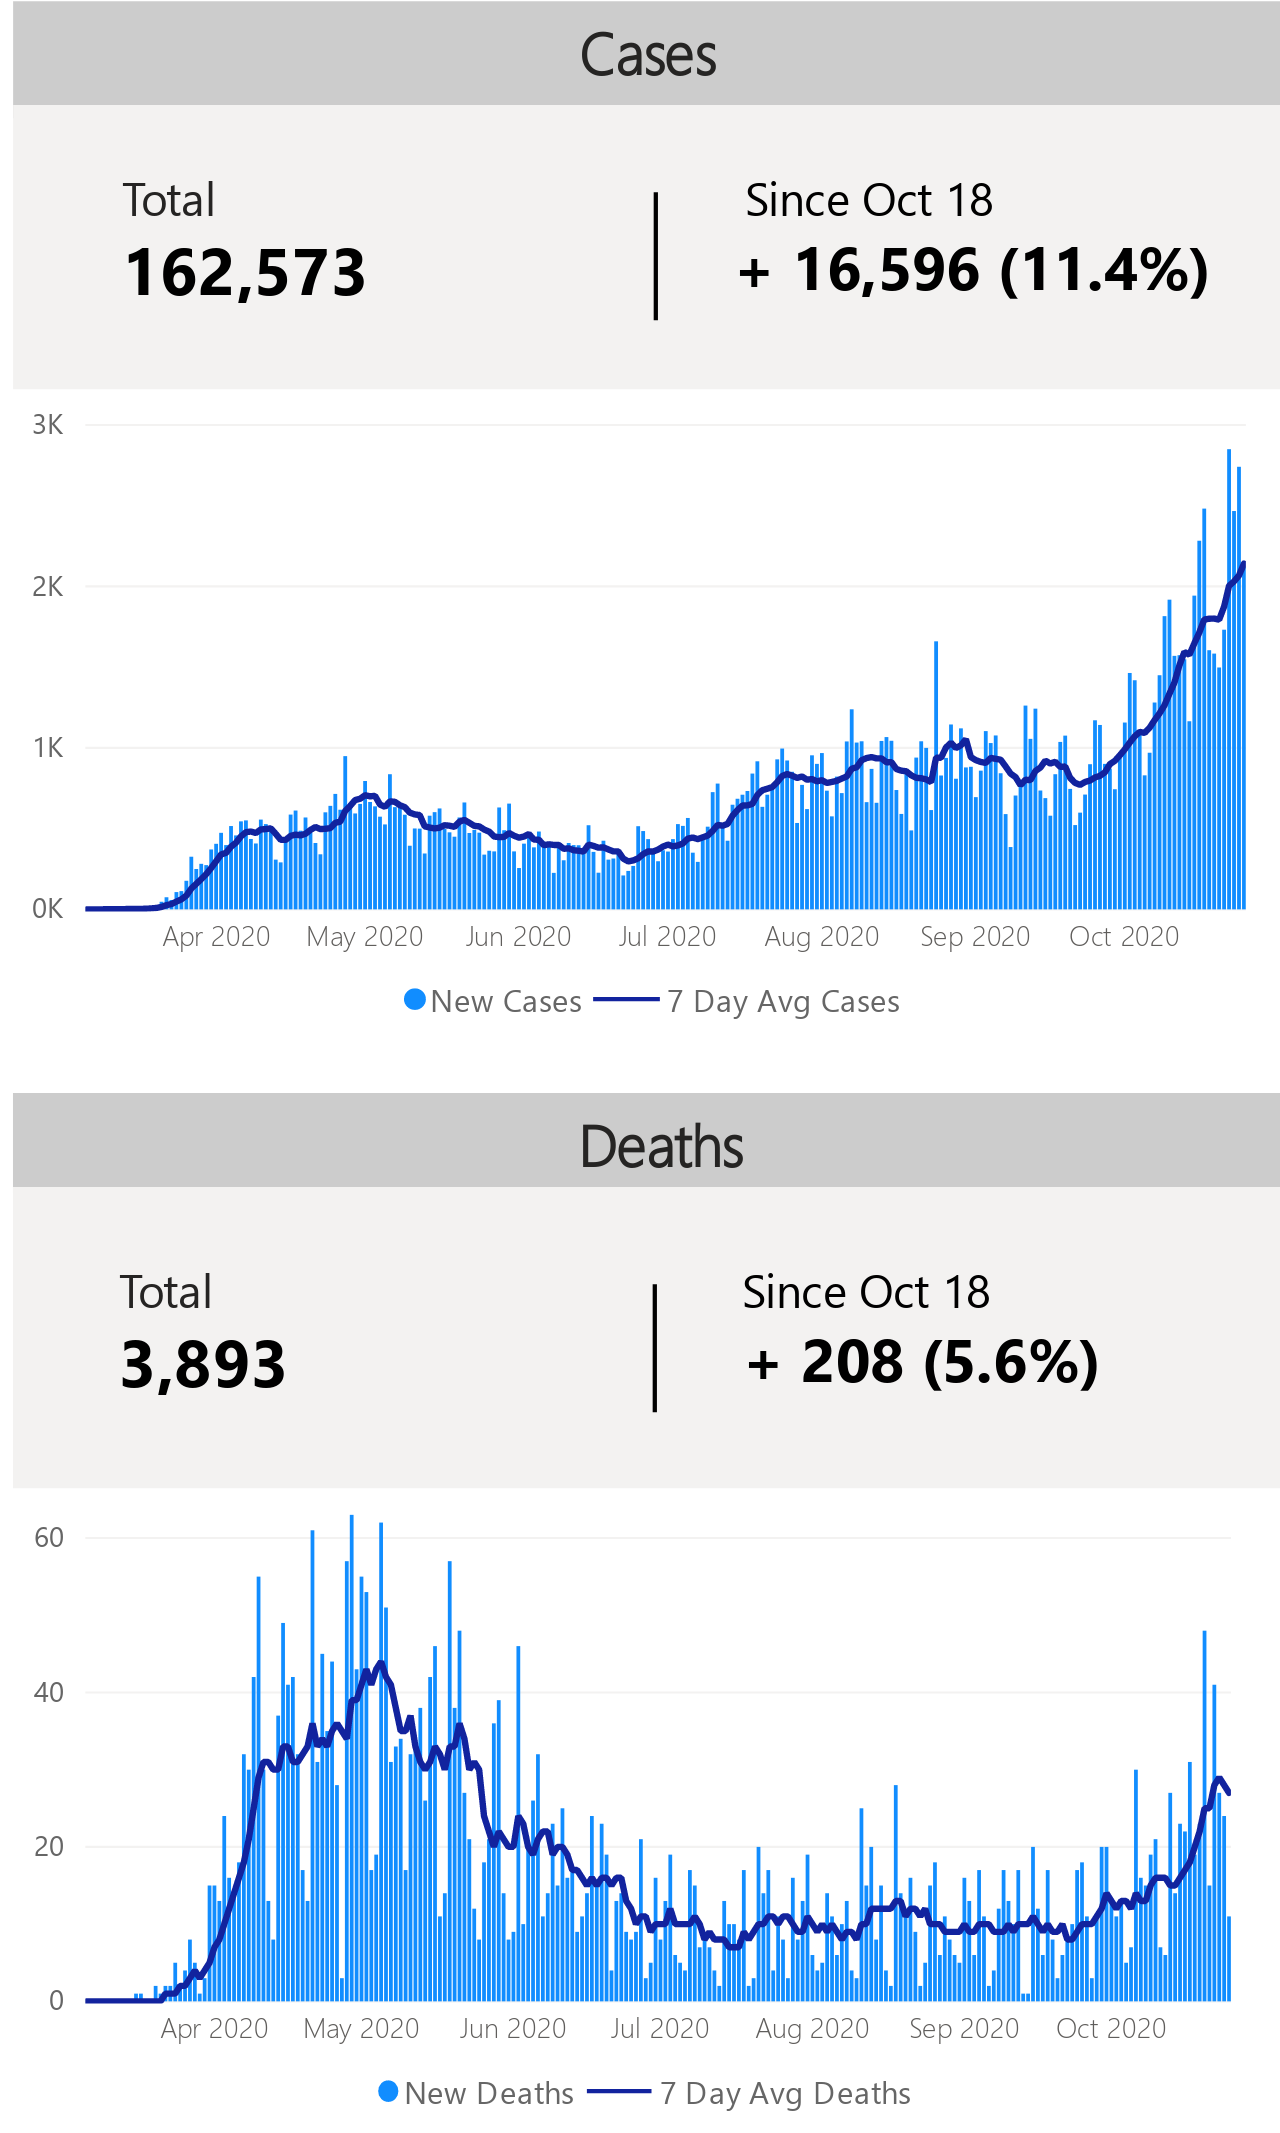 Cases
Total
162,573
Since Oct 18
+ 16,596 (11.4%)
3K
2K
1K
0K
Apr 2020 May 2020 Jun 2020 Jul 2020 Aug 2020 Sep 2020 Oct 2020
New Cases 7 Day Avg Cases
Deaths
Total
3,893
Since Oct 18
+ 208 (5.6%)
60
40
20
0
Apr 2020 May 2020 Jun 2020 Jul 2020 Aug 2020 Sep 2020 Oct 2020
New Deaths 7 Day Avg Deaths